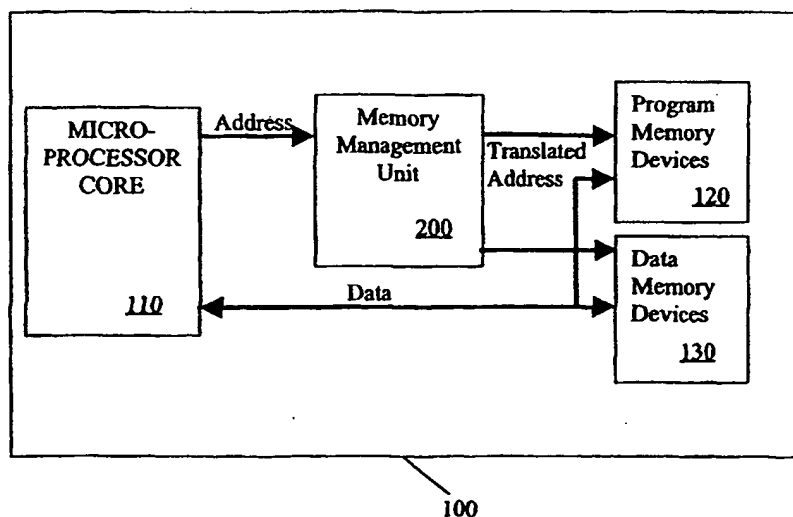 MICRO-
PROCESSOR
CORE
110
Address
Memory
Management
Unit
200
Translated
Address
Program
Memory
Devices
120
Data
Data
Memory
Devices
130
100